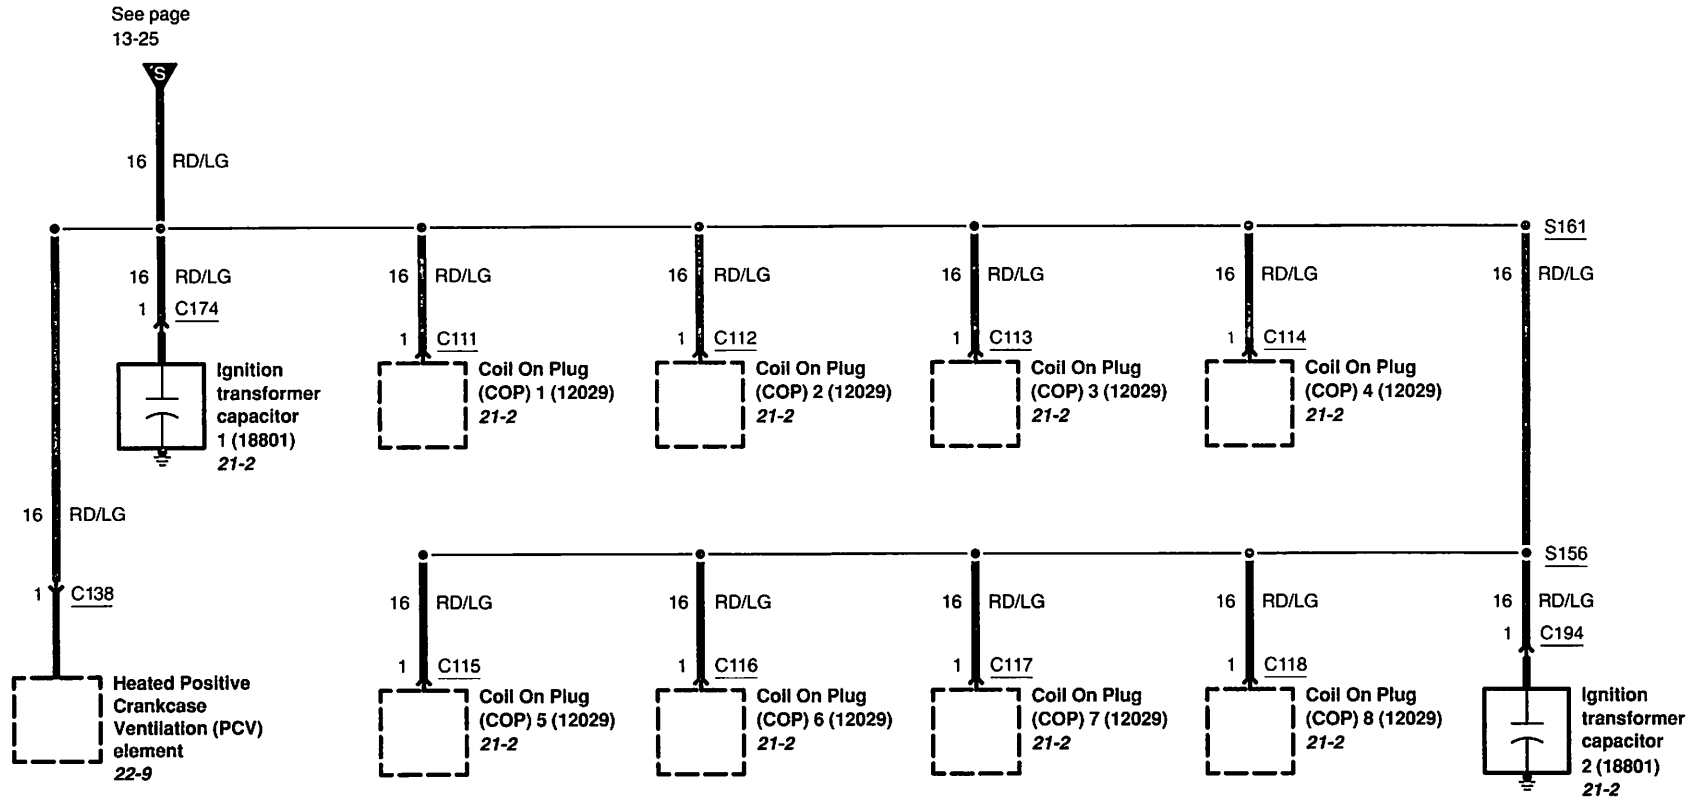 See page
13-25
S
16 RD/LG
S161
16 RD/LG
16 RD/LG
16 RD/LG
16 RD/LG
16 RD/LG
16 RD/LG
1 C174
1 C111
1 C112
1 C113
1 C114
Ignition
transformer
capacitor
1 (18801)
21-2
Coil On Plug
(COP) 1 (12029)
21-2
Coil On Plug
(COP) 2 (12029)
21-2
Coil On Plug
(COP) 3 (12029)
21-2
Coil On Plug
(COP) 4 (12029)
21-2
16 RD/LG
S156
1 C138
16 RD/LG
16 RD/LG
16 RD/LG
16 RD/LG
16 RD/LG
1 C115
1 C116
1 C117
1 C118
1 C194
Heated Positive
Crankcase
Ventilation (PCV)
element
22-9
Coil On Plug
(COP) 5 (12029)
21-2
Coil On Plug
(COP) 6 (12029)
21-2
Coil On Plug
(COP) 7 (12029)
21-2
Coil On Plug
(COP) 8 (12029)
21-2
Ignition
transformer
capacitor
2 (18801)
21-2